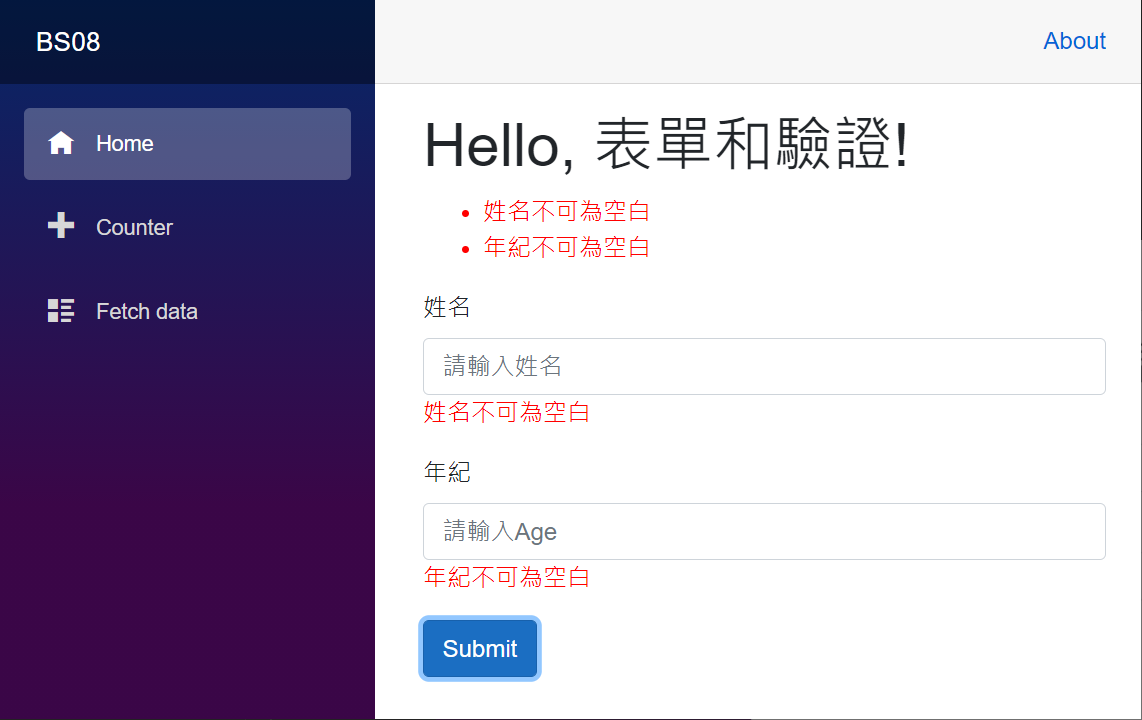 BS08
About
Home
Counter
Fetch data
Hello, 表單和驗證!
姓名不可為空白
年紀不可為空白
姓名
請輸入姓名
姓名不可為空白
年紀
請輸入Age
年紀不可為空白
Submit